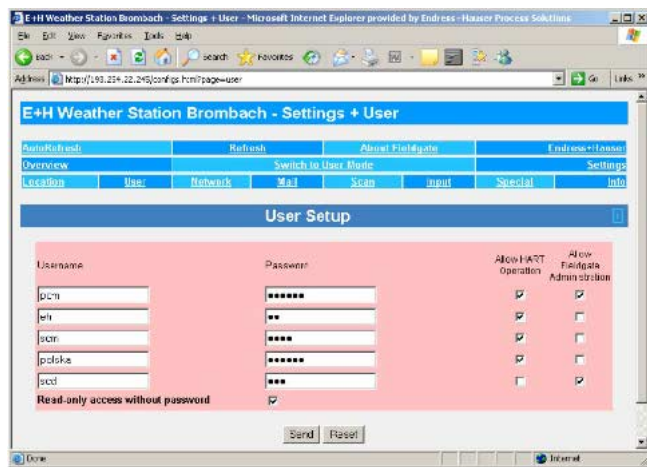 E+H Weather Station Brombach - Settings + User - Microsoft Internet Explorer provided by Endress+Hauser Process Solutions
File Edit View Favorites Tools Help
Back Search Favorites
Address http://193.254.22.245/configs.html?page=user Go Links »
E+H Weather Station Brombach - Settings + User
AutoRefresh Refresh About Fieldgate Endress+Hauser
Overview Switch to User Mode Settings
Location User Network Mail Scan Input Special Info
User Setup
Username Password Allow HART Operation Allow Fieldgate Administration
pcm ••••••
eh ••
scm ••••
polska ••••••
scd •••
Read-only access without password
Send Reset
Done Internet